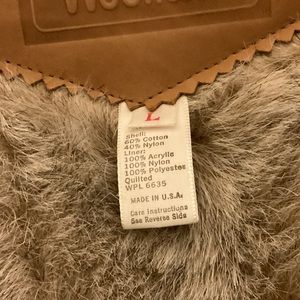 L
Shell:
60% Cotton
40% Nylon
Liner:
100% Acrylic
100% Nylon
100% Polyester
Quilted
WPL 6635
MADE IN U.S.A.
Care Instructions
See Reverse Side